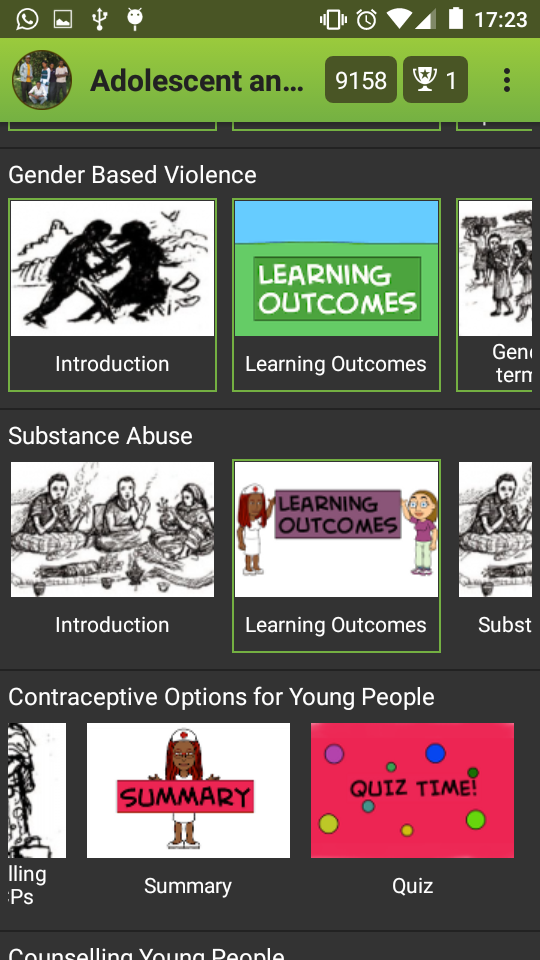 17:23
Adolescent an...
9158
1
Gender Based Violence
LEARNING
OUTCOMES
Introduction
Learning Outcomes
Gend
term
Substance Abuse
LEARNING
OUTCOMES
Introduction
Learning Outcomes
Subst
Contraceptive Options for Young People
SUMMARY
QUIZ TIME!
lling
Ps
Summary
Quiz
Counselling Young People